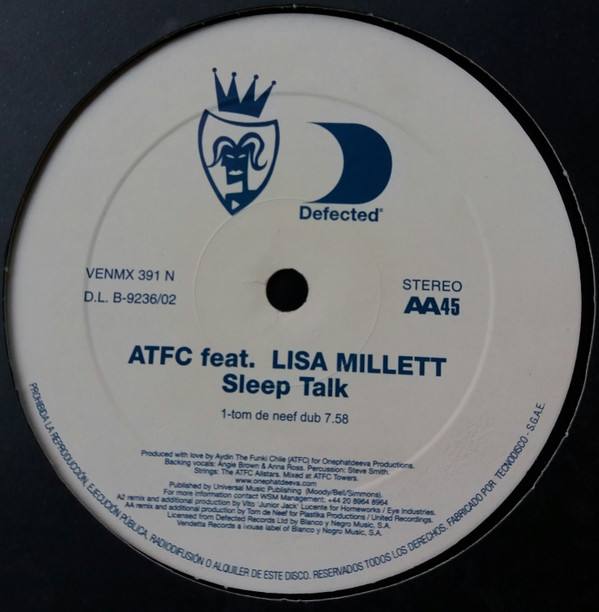 Defected®
VENMX 391 N
D.L. B-9236/02
STEREO
AA45
ATFC feat. LISA MILLETT
Sleep Talk
1-tom de neef dub 7.58
Produced with love by Aydin The Funki Chile (ATFC) for Onephatdeeva Productions.
Backing vocals: Angie Brown & Anna Ross. Percussion: Steve Smith.
Strings: The ATFC Allstars. Mixed at ATFC Towers.
www.onephatdeeva.com
Published by Universal Music Publishing (Moody/Bell/Simmons).
For more information contact WSM Management: +44 20 8964 8964
A2 remix and additional production by Vito 'Junior Jack' Lucente for Homeworks / Eye Industries.
AA remix and additional production by Tom de Neef for Plastika Productions / United Recordings.
Licensed from Defected Records Ltd by Blanco y Negro Music, S.A.
Vendetta Records a house label of Blanco y Negro Music, S.A.
PROHIBIDA LA REPRODUCCIÓN, EJECUCIÓN PUBLICA, RADIODIFUSIÓN O ALQUILER DE ESTE DISCO. RESERVADOS TODOS LOS DERECHOS. FABRICADO POR TECNODISCO - S.G.A.E.